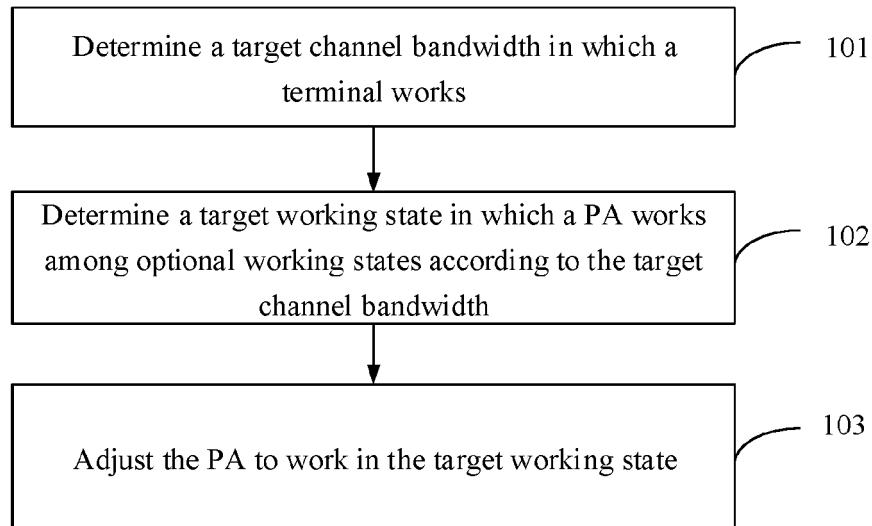 Determine a target channel bandwidth in which a
terminal works
101
Determine a target working state in which a PA works
among optional working states according to the target
channel bandwidth
102
Adjust the PA to work in the target working state
103